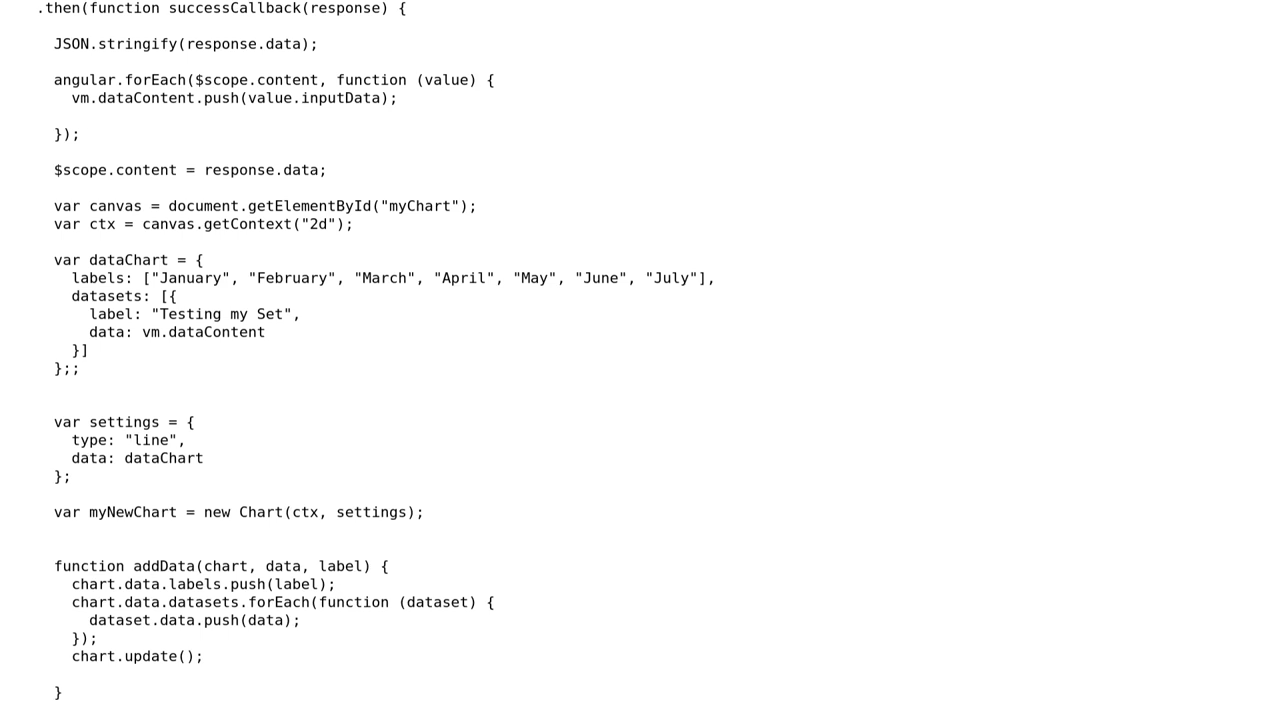 .then(function successCallback(response) {
JSON.stringify(response.data);
angular.forEach($scope.content, function (value) {
vm.dataContent.push(value.inputData);
});
$scope.content = response.data;
var canvas = document.getElementById("myChart");
var ctx = canvas.getContext("2d");
var dataChart = {
labels: ["January", "February", "March", "April", "May", "June", "July"],
datasets: [{
label: "Testing my Set",
data: vm.dataContent
}]
};;
var settings = {
type: "line",
data: dataChart
};
var myNewChart = new Chart(ctx, settings);
function addData(chart, data, label) {
chart.data.labels.push(label);
chart.data.datasets.forEach(function (dataset) {
dataset.data.push(data);
});
chart.update();
}